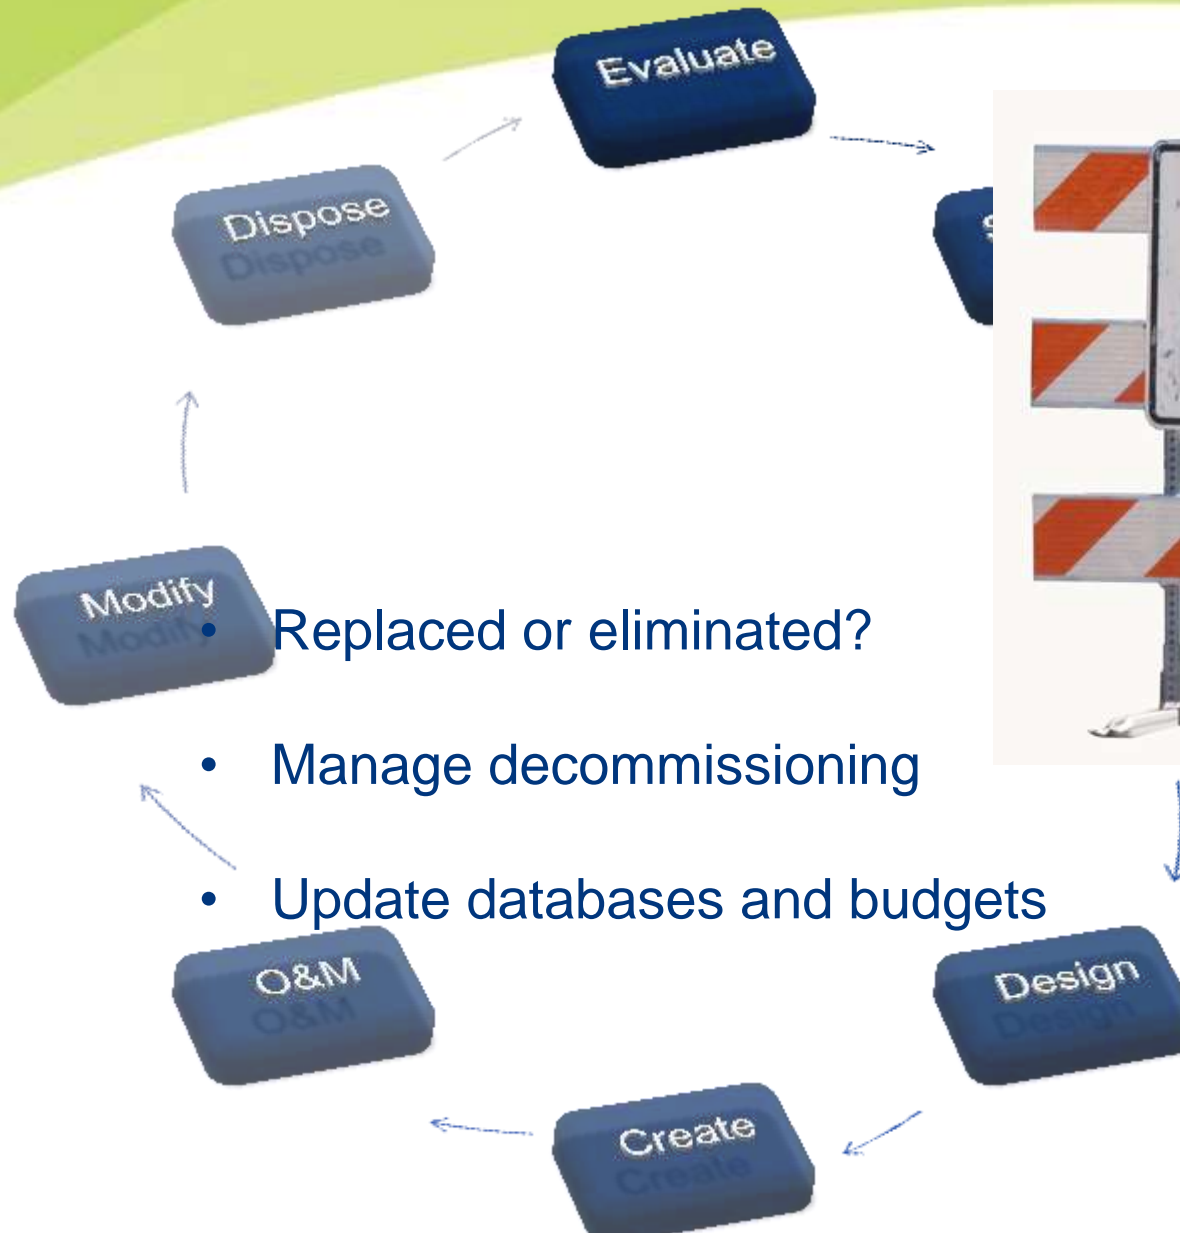 Evaluate
Dispose
Modify
• Replaced or eliminated?
• Manage decommissioning
• Update databases and budgets
O&M
Design
Create